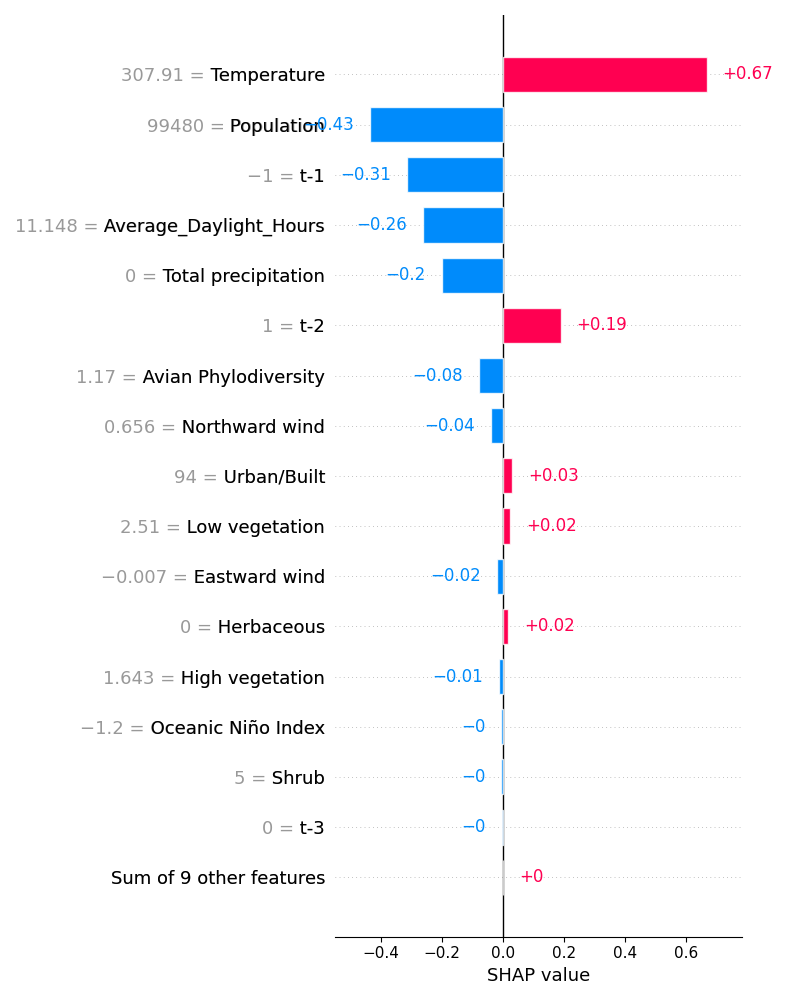 307.91 = Temperature +0.67
99480 = Population −0.43
−1 = t-1 −0.31
11.148 = Average_Daylight_Hours −0.26
0 = Total precipitation −0.2
1 = t-2 +0.19
1.17 = Avian Phylodiversity −0.08
0.656 = Northward wind −0.04
94 = Urban/Built +0.03
2.51 = Low vegetation +0.02
−0.007 = Eastward wind −0.02
0 = Herbaceous +0.02
1.643 = High vegetation −0.01
−1.2 = Oceanic Niño Index −0
5 = Shrub −0
0 = t-3 −0
Sum of 9 other features +0
−0.4 −0.2 0.0 0.2 0.4 0.6
SHAP value